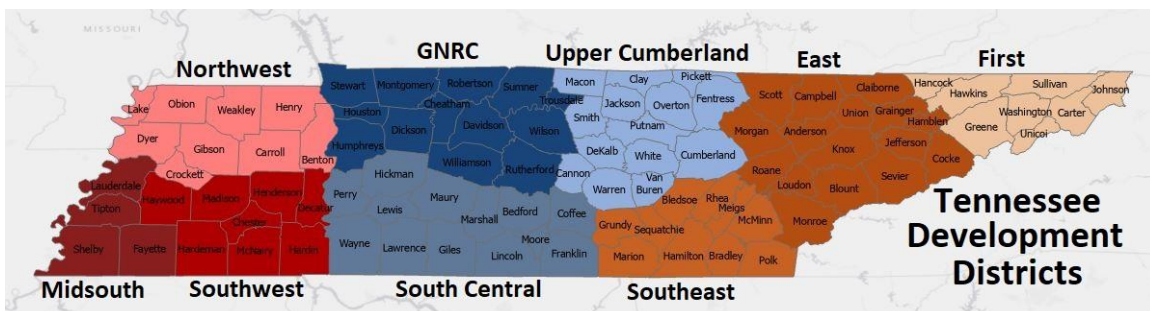 MISSOURI
GNRC
Upper Cumberland
East
First
Northwest
Stewart
Montgomery
Robertson
Sumner
Macon
Clay
Pickett
Fentress
Scott
Campbell
Claiborne
Hancock
Hawkins
Sullivan
Johnson
Lake
Obion
Weakley
Henry
Houston
Cheatham
Trousdale
Jackson
Overton
Union
Grainger
Hamblen
Washington
Carter
Greene
Unicoi
Dyer
Gibson
Carroll
Benton
Humphreys
Dickson
Davidson
Wilson
Smith
Putnam
Morgan
Anderson
Knox
Jefferson
Cocke
Crockett
Williamson
Rutherford
DeKalb
White
Cumberland
Cannon
Roane
Loudon
Blount
Sevier
Lauderdale
Haywood
Madison
Henderson
Decatur
Perry
Hickman
Lewis
Maury
Warren
Van
Buren
Bledsoe
Rhea
Meigs
McMinn
Monroe
Tipton
Chester
Marshall
Bedford
Coffee
Grundy
Sequatchie
Shelby
Fayette
Hardeman
McNairy
Hardin
Wayne
Lawrence
Giles
Lincoln
Moore
Franklin
Marion
Hamilton
Bradley
Polk
Tennessee
Development
Districts
Midsouth
Southwest
South Central
Southeast